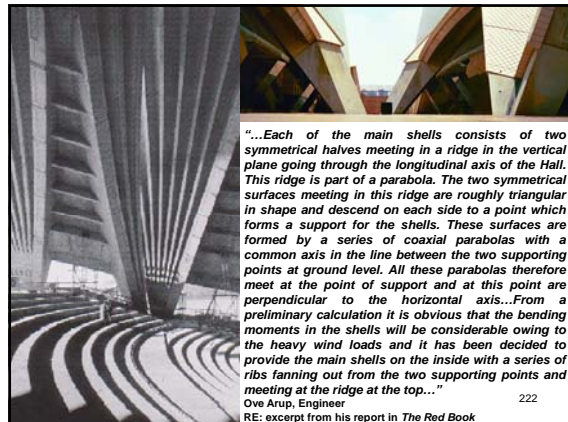 “…Each of the main shells consists of two
symmetrical halves meeting in a ridge in the vertical
plane going through the longitudinal axis of the Hall.
This ridge is part of a parabola. The two symmetrical
surfaces meeting in this ridge are roughly triangular
in shape and descend on each side to a point which
forms a support for the shells. These surfaces are
formed by a series of coaxial parabolas with a
common axis in the line between the two supporting
points at ground level. All these parabolas therefore
meet at the point of support and at this point are
perpendicular to the horizontal axis…From a
preliminary calculation it is obvious that the bending
moments in the shells will be considerable owing to
the heavy wind loads and it has been decided to
provide the main shells on the inside with a series of
ribs fanning out from the two supporting points and
meeting at the ridge at the top…”
Ove Arup, Engineer
222
RE: excerpt from his report in The Red Book